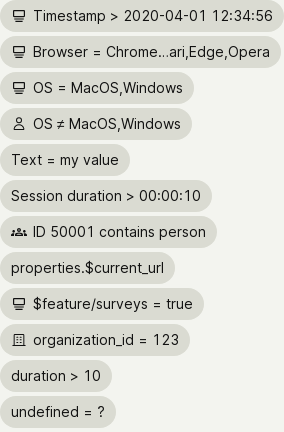 Timestamp > 2020-04-01 12:34:56
Browser = Chrome...ari,Edge,Opera
OS = MacOS,Windows
OS ≠ MacOS,Windows
Text = my value
Session duration > 00:00:10
ID 50001 contains person
properties.$current_url
$feature/surveys = true
organization_id = 123
duration > 10
undefined = ?